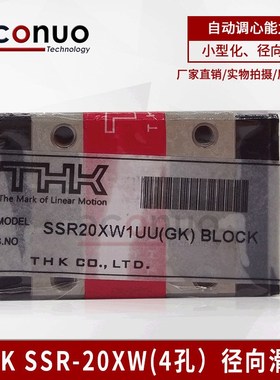 conuo
Technology
自动调心能
小型化、径向
厂家直销/实物拍摄/
THK
THK
The Mark of Linear Motion
MODEL
SSR20XW1UU(GK) BLOCK
S.NO
THK CO., LTD.
K SSR-20XW(4孔）径向滑